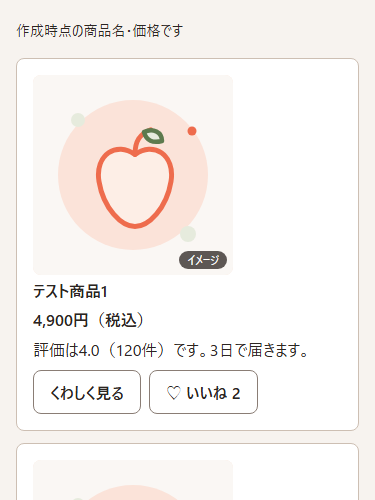 作成時点の商品名・価格です
イメージ
テスト商品1
4,900円（税込）
評価は4.0（120件）です。3日で届きます。
くわしく見る
♡ いいね 2